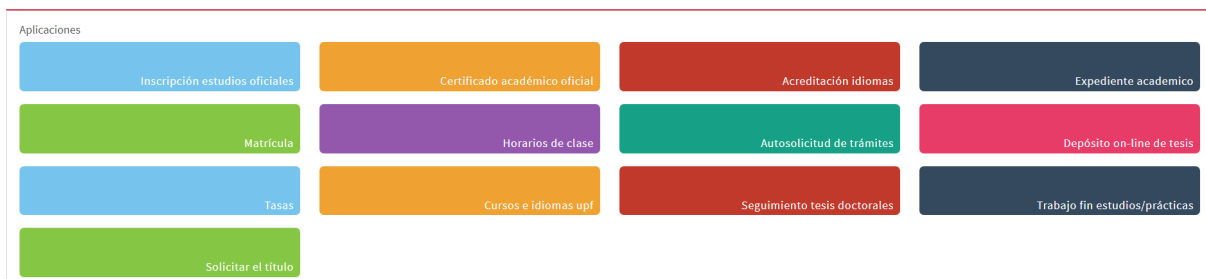 Aplicaciones
Inscripción estudios oficiales
Certificado académico oficial
Acreditación idiomas
Expediente academico
Matrícula
Horarios de clase
Autosolicitud de trámites
Depósito on-line de tesis
Tasas
Cursos e idiomas upf
Seguimiento tesis doctorales
Trabajo fin estudios/prácticas
Solicitar el título